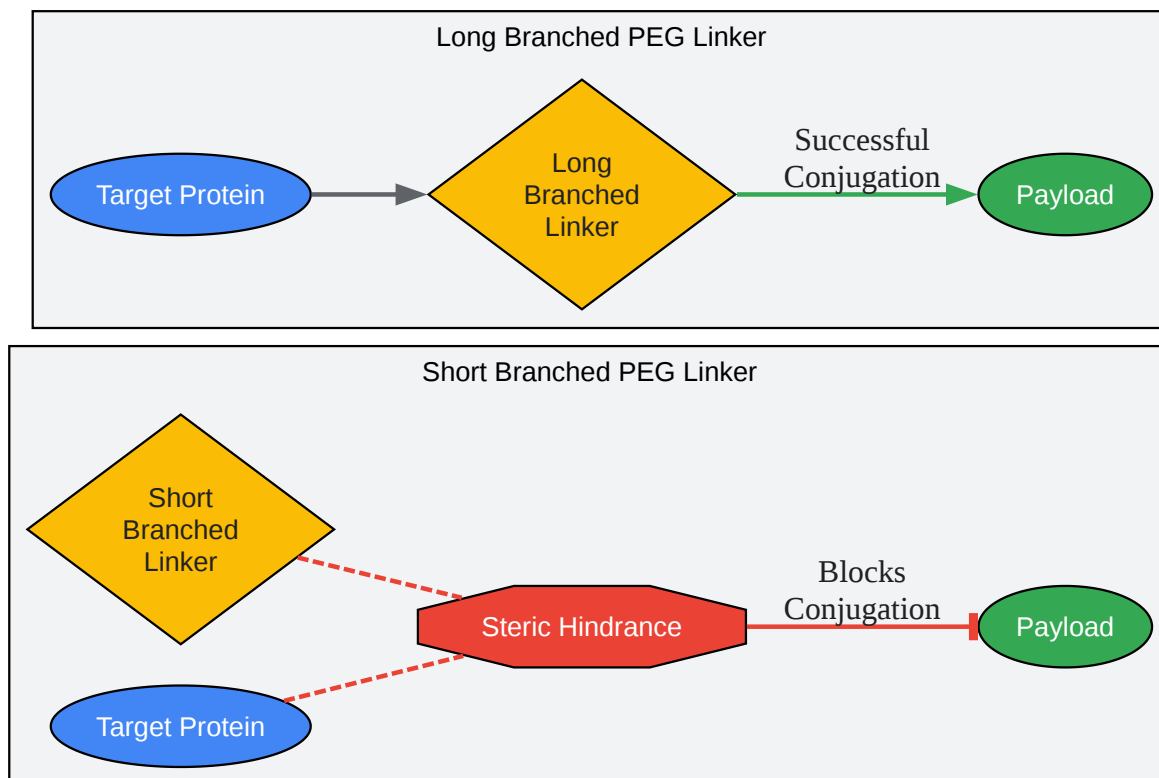 Long Branched PEG Linker
Target Protein
Long
Branched
Linker
Successful
Conjugation
Payload
Short Branched PEG Linker
Short
Branched
Linker
Target Protein
Steric Hindrance
Blocks
Conjugation
Payload